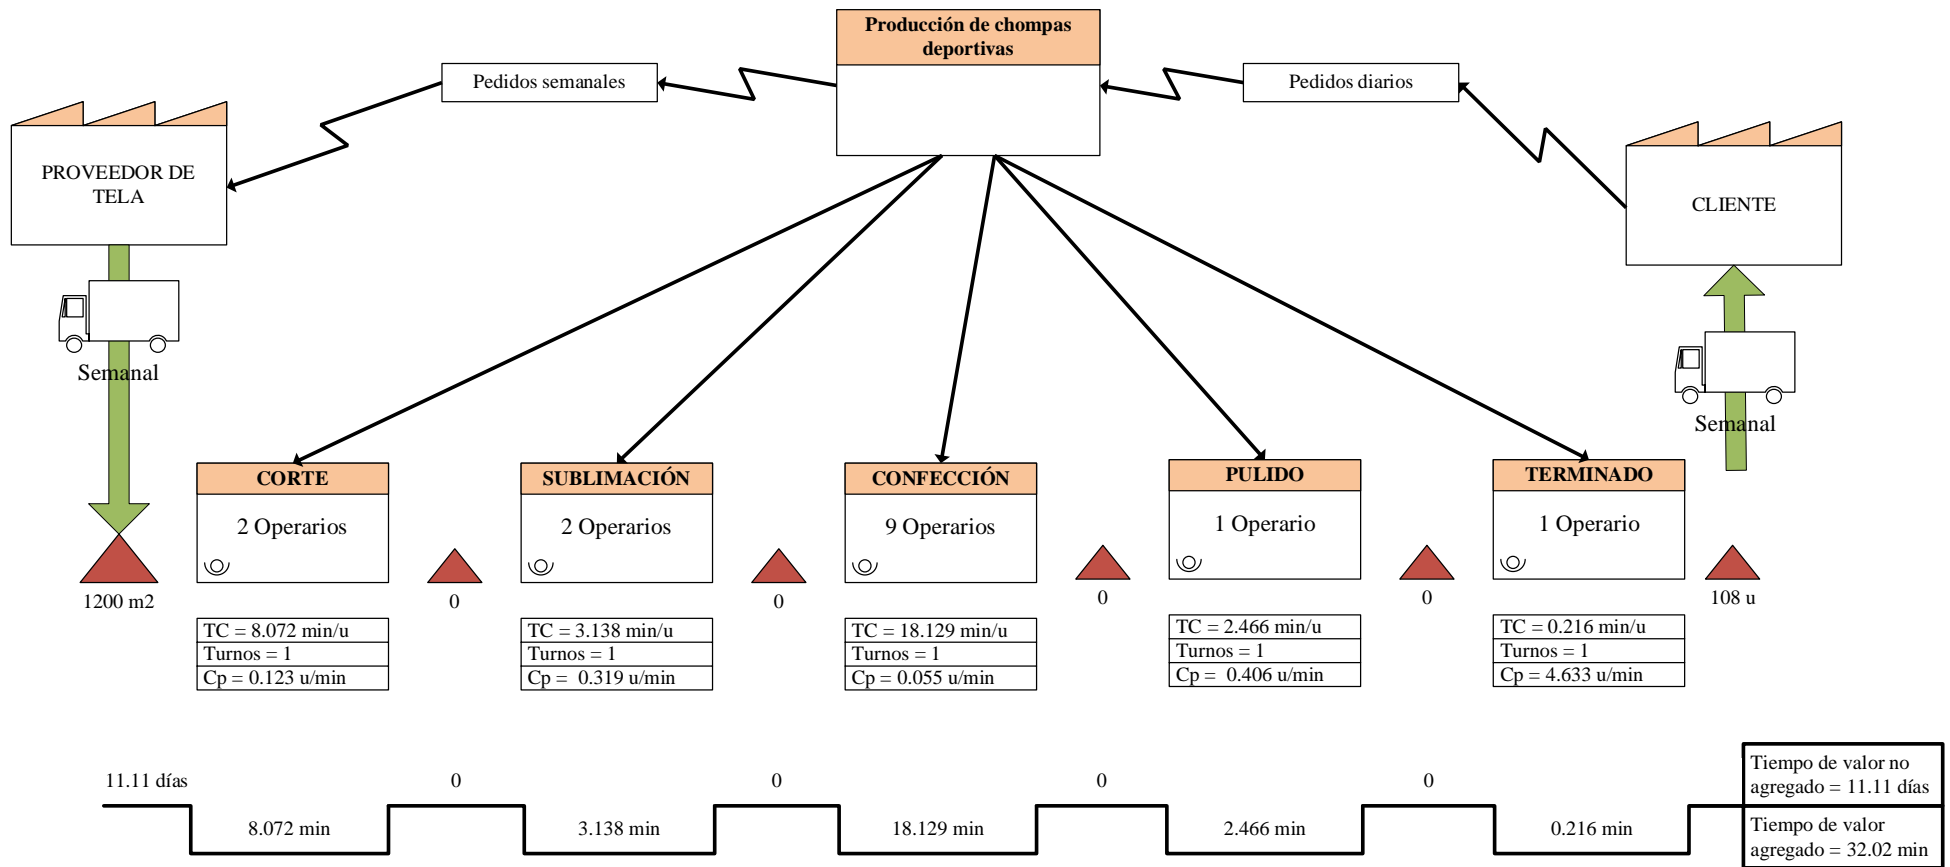 Producción de chompas
deportivas
Pedidos semanales
Pedidos diarios
PROVEEDOR DE
TELA
CLIENTE
Semanal
Semanal
CORTE
2 Operarios
SUBLIMACIÓN
2 Operarios
CONFECCIÓN
9 Operarios
PULIDO
1 Operario
TERMINADO
1 Operario
1200 m2
0
0
0
0
108 u
TC = 8.072 min/u
Turnos = 1
Cp = 0.123 u/min
TC = 3.138 min/u
Turnos = 1
Cp =  0.319 u/min
TC = 18.129 min/u
Turnos = 1
Cp = 0.055 u/min
TC = 2.466 min/u
Turnos = 1
Cp =  0.406 u/min
TC = 0.216 min/u
Turnos = 1
Cp = 4.633 u/min
11.11 días
0
0
0
0
8.072 min
3.138 min
18.129 min
2.466 min
0.216 min
Tiempo de valor no
agregado = 11.11 días
Tiempo de valor
agregado = 32.02 min